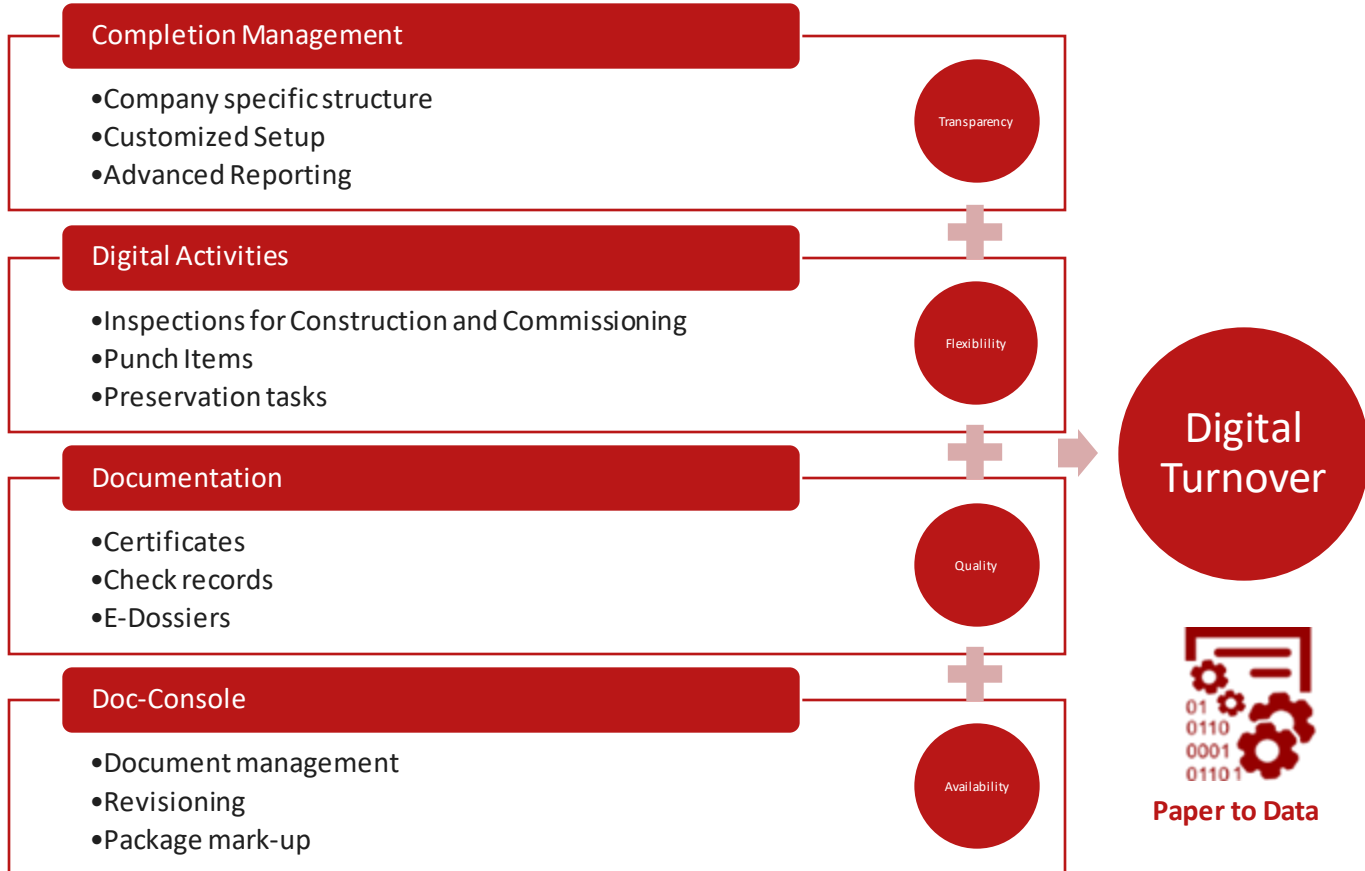 Completion Management
•Company specific structure
•Customized Setup
•Advanced Reporting
Transparency
Digital Activities
•Inspections for Construction and Commissioning
•Punch Items
•Preservation tasks
Flexiblility
Documentation
•Certificates
•Check records
•E-Dossiers
Quality
Doc-Console
•Document management
•Revisioning
•Package mark-up
Availability
Digital
Turnover
01
0110
0001
01101
Paper to Data